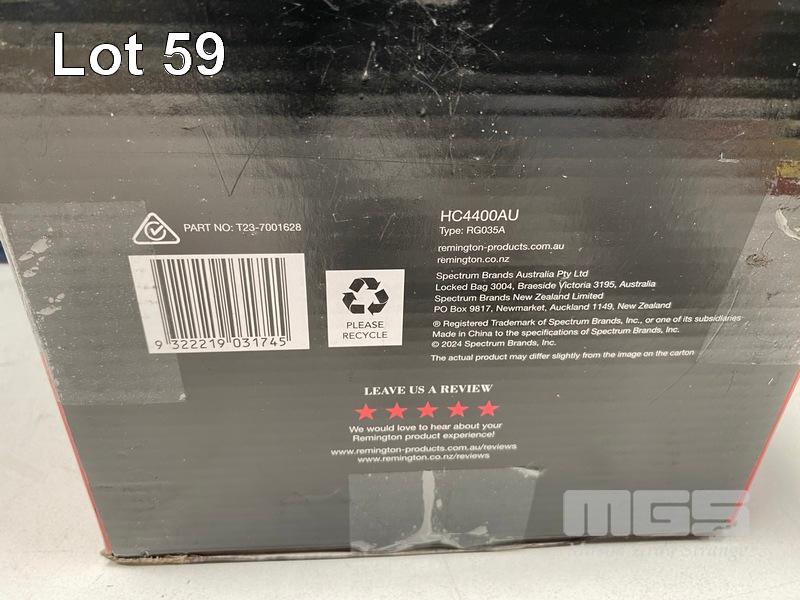 Lot 59
PART NO: T23-7001628
9 322219 031745
PLEASE
RECYCLE
HC4400AU
Type: RG035A
remington-products.com.au
remington.co.nz
Spectrum Brands Australia Pty Ltd
Locked Bag 3004, Braeside Victoria 3195, Australia
Spectrum Brands New Zealand Limited
PO Box 9817, Newmarket, Auckland 1149, New Zealand
® Registered Trademark of Spectrum Brands, Inc., or one of its subsidiaries
Made in China to the specifications of Spectrum Brands, Inc.
© 2024 Spectrum Brands, Inc.
The actual product may differ slightly from the image on the carton
LEAVE US A REVIEW
We would love to hear about your
Remington product experience!
www.remington-products.com.au/reviews
www.remington.co.nz/reviews
MGS